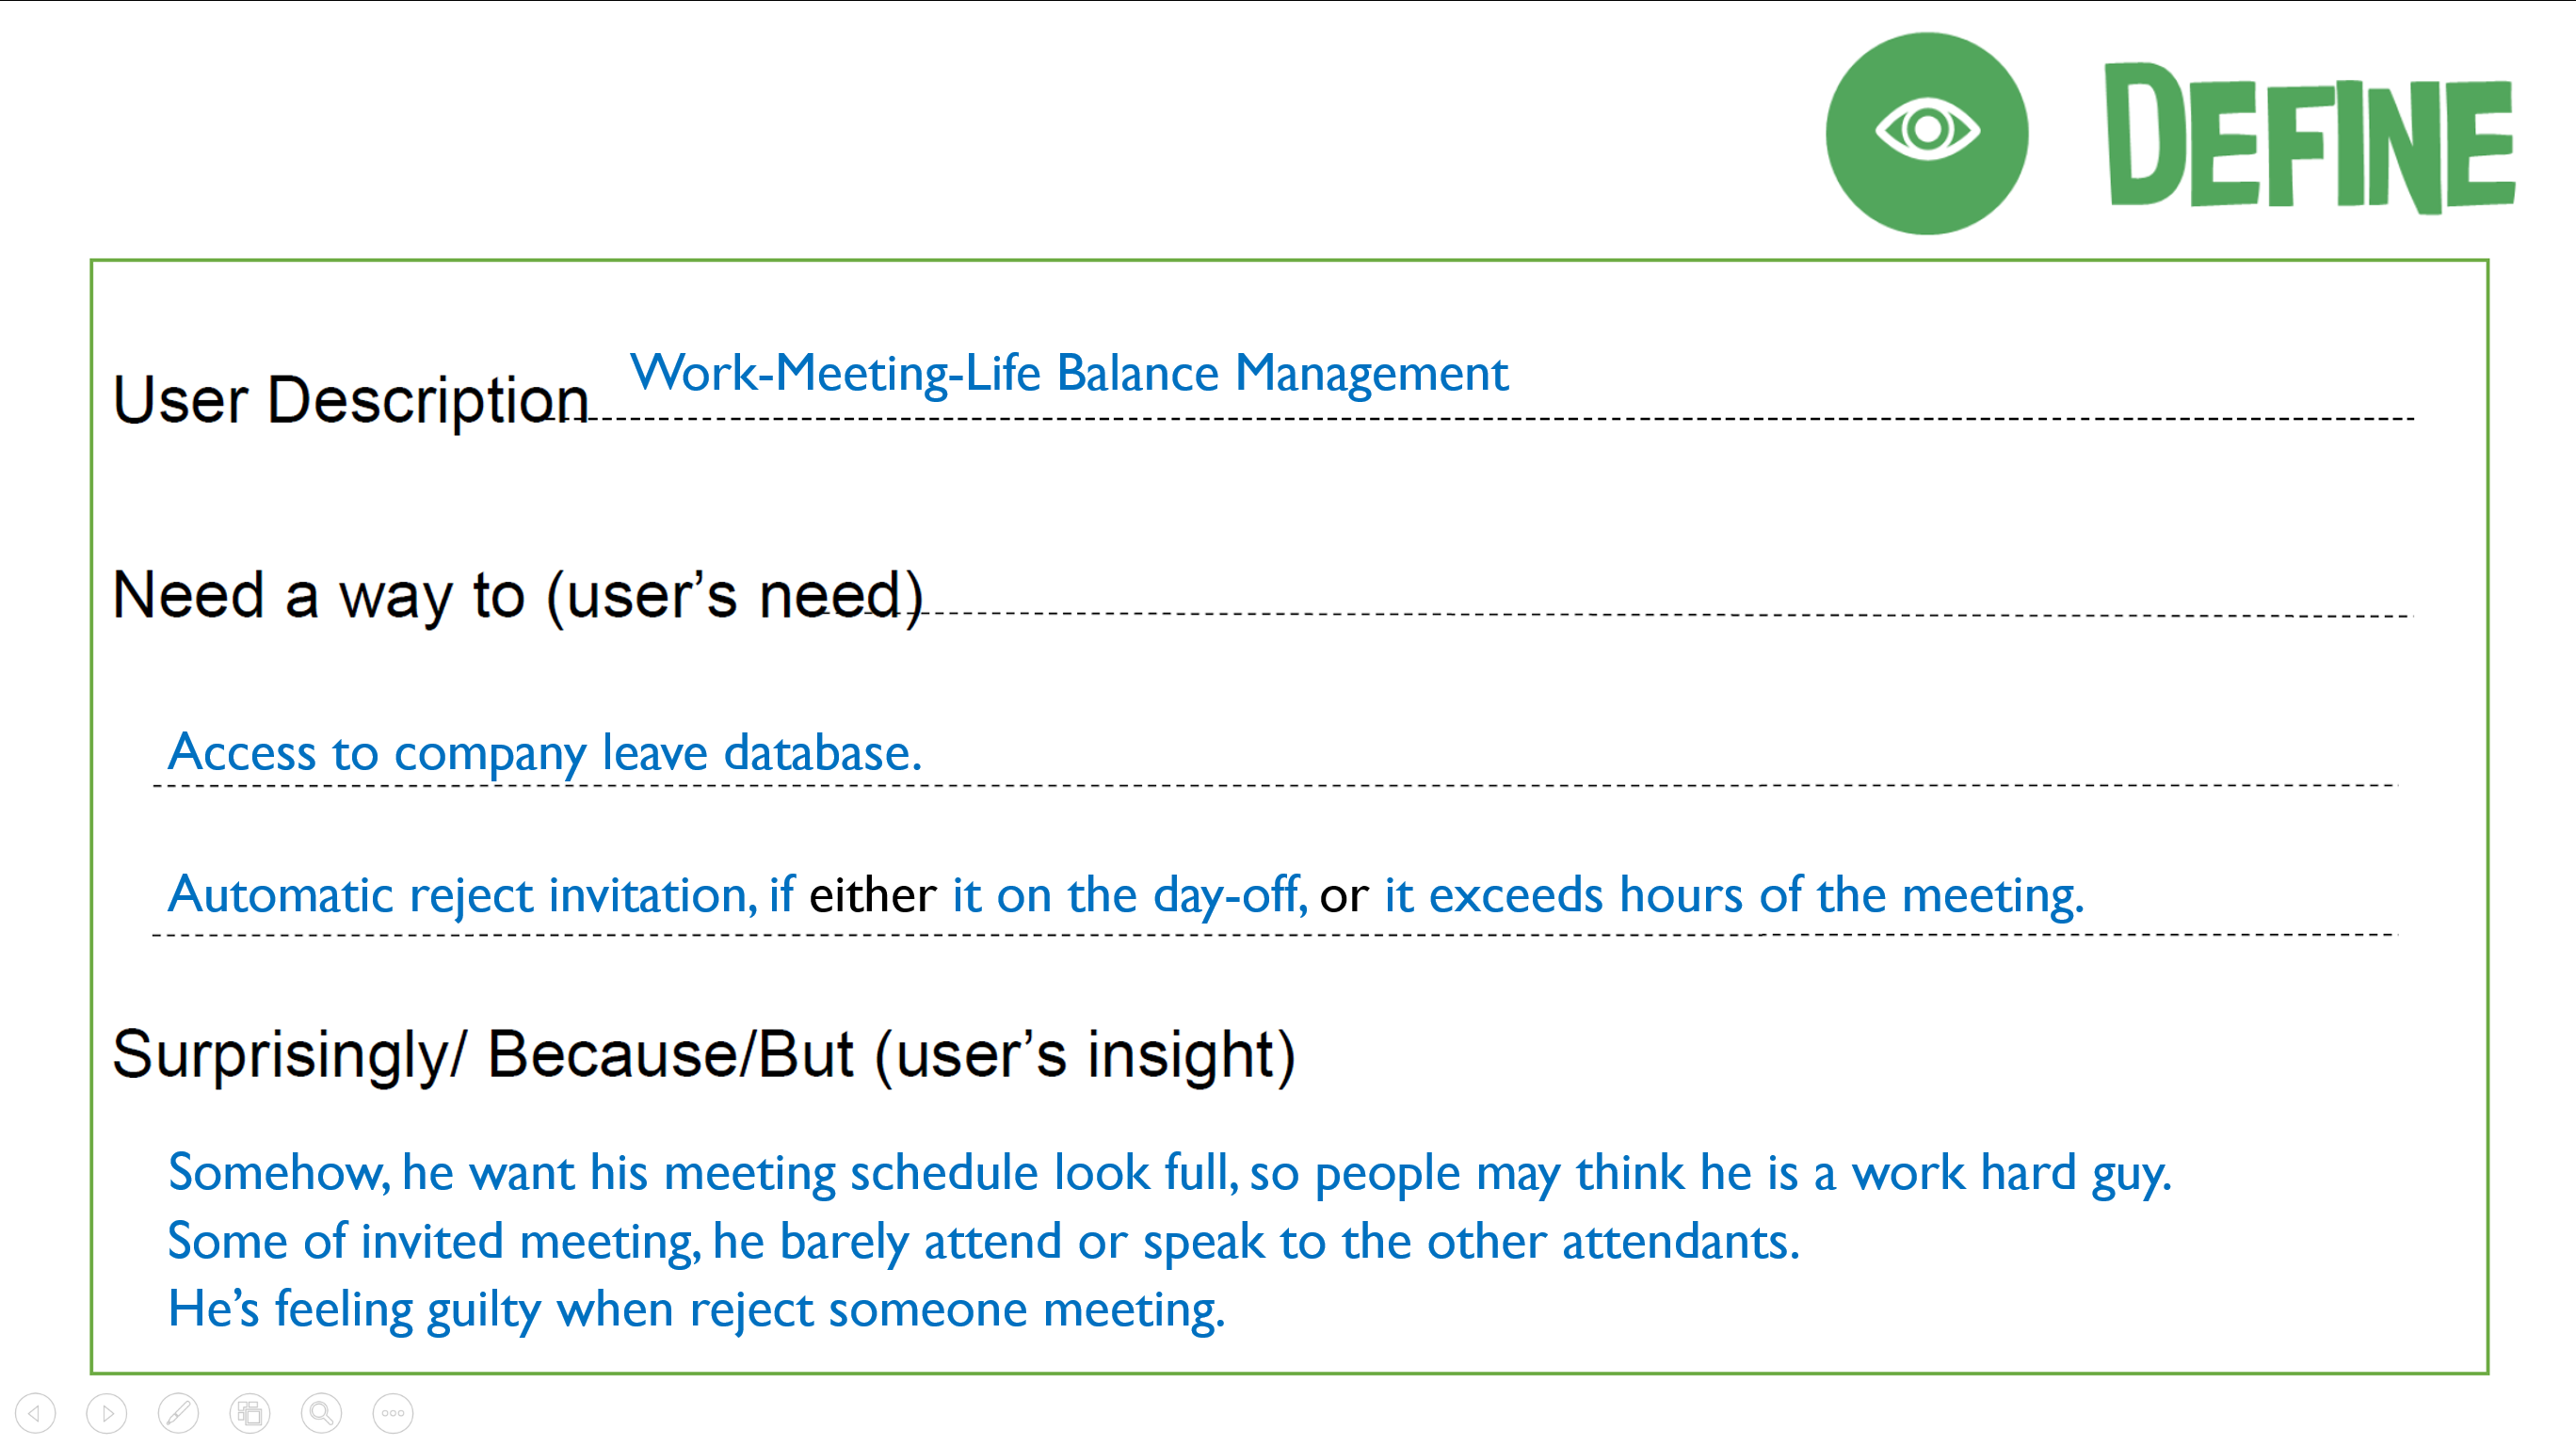 DEFINE
User Description Work-Meeting-Life Balance Management
Need a way to (user’s need)
Access to company leave database.
Automatic reject invitation, if either it on the day-off, or it exceeds hours of the meeting.
Surprisingly/ Because/But (user’s insight)
Somehow, he want his meeting schedule look full, so people may think he is a work hard guy.
Some of invited meeting, he barely attend or speak to the other attendants.
He’s feeling guilty when reject someone meeting.